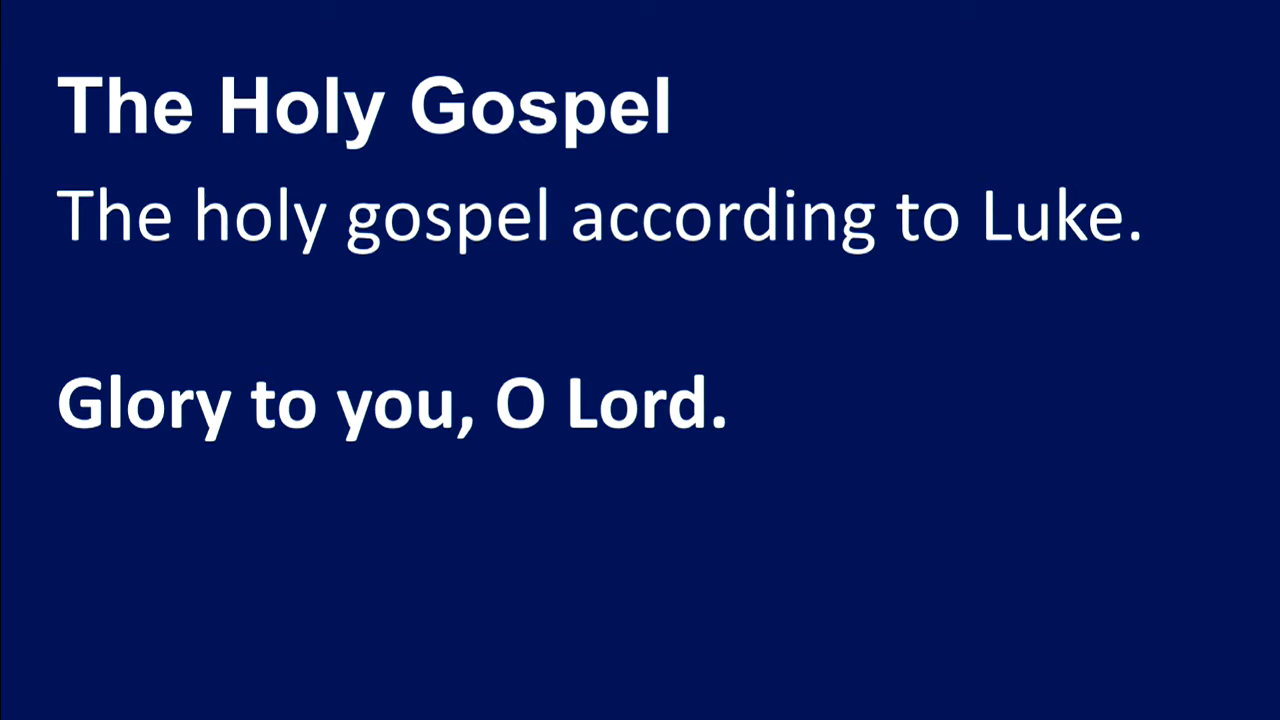 The Holy Gospel
The holy gospel according to Luke.
Glory to you, O Lord.